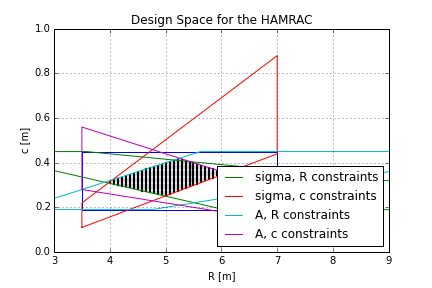 Design Space for the HAMRAC
1.0
0.8
0.6
0.4
0.2
0.0
c [m]
sigma, R constraints
sigma, c constraints
A, R constraints
A, c constraints
3 4 5 6 7 8 9
R [m]